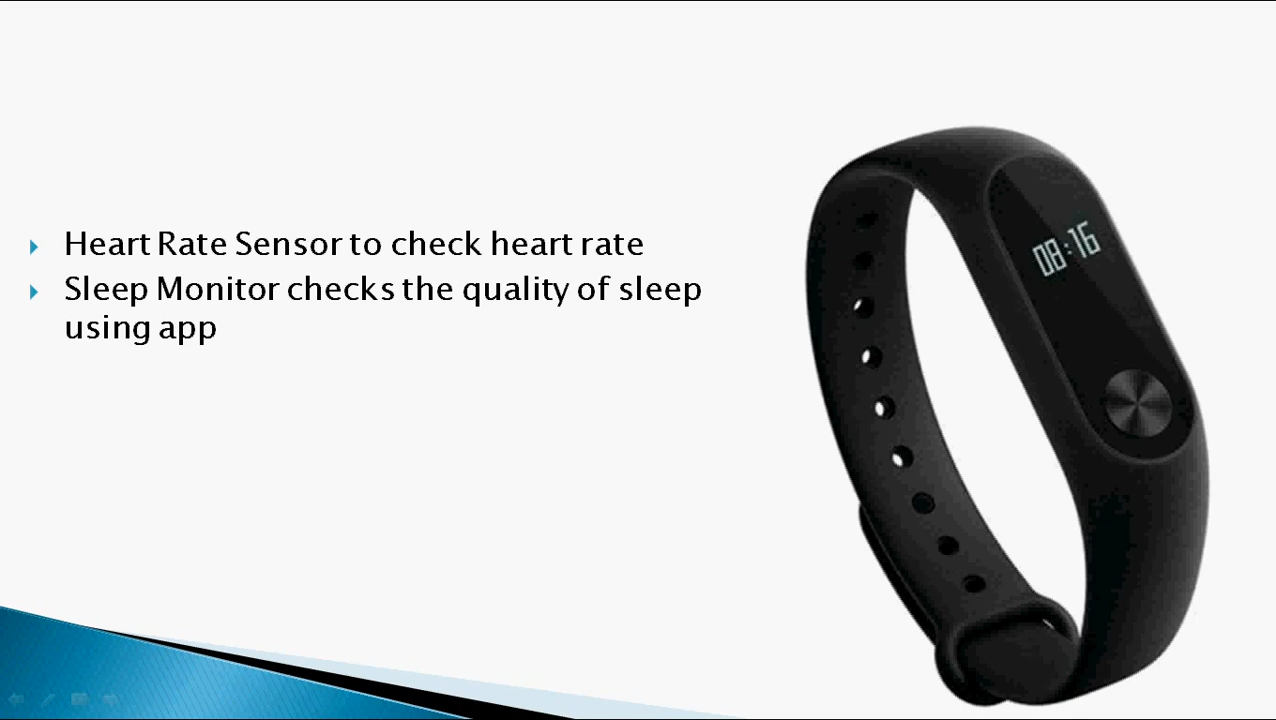 Heart Rate Sensor to check heart rate
Sleep Monitor checks the quality of sleep
using app
08:16